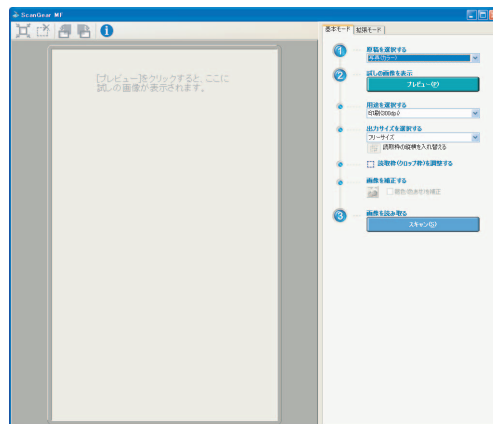 ScanGear MF
基本モード
拡張モード
[プレビュー]をクリックすると、ここに
試しの画像が表示されます。
1
原稿を選択する
写真(カラー)
2
試しの画像を表示
プレビュー(P)
用途を選択する
印刷(300dpi)
出力サイズを選択する
フリーサイズ
読取枠の縦横を入れ替える
読取枠(クロップ枠)を調整する
画像を補正する
褪色/色あせを補正
3
画像を読み取る
スキャン(S)